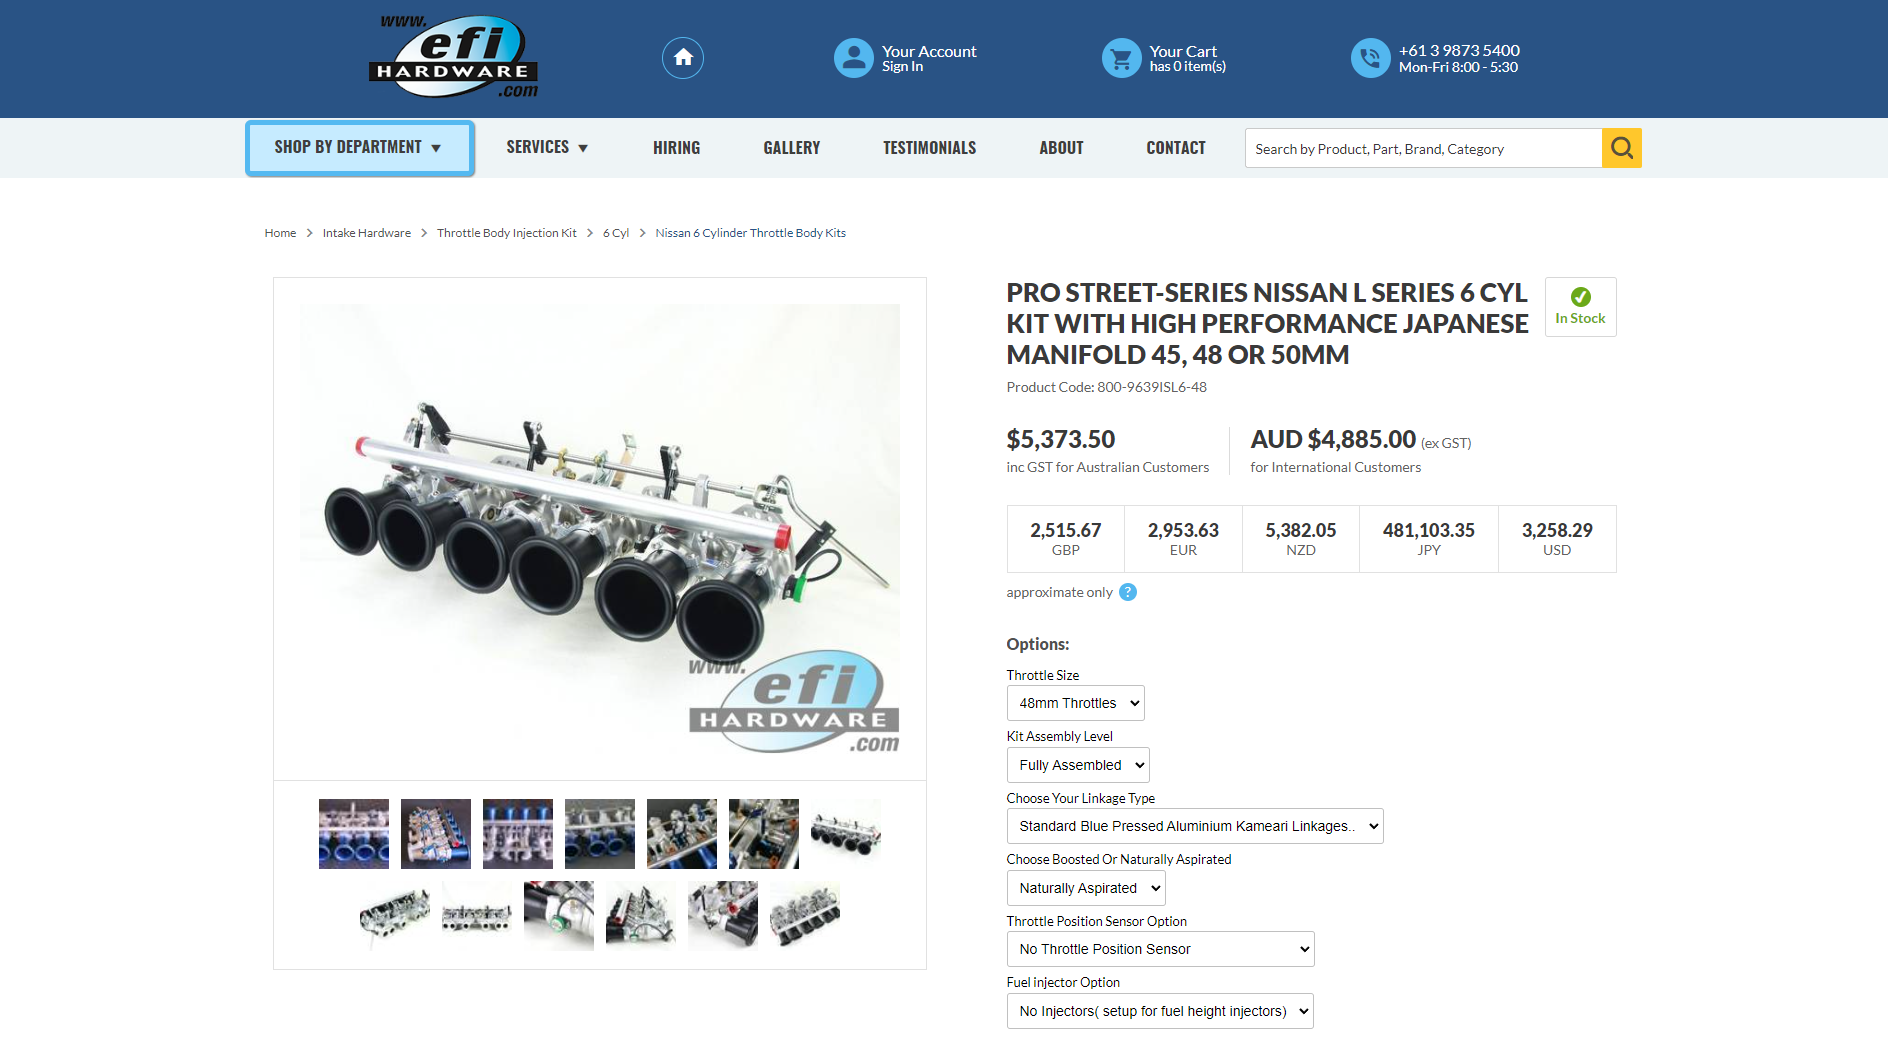 www.
efi
HARDWARE
.com
Your Account
Sign In
Your Cart
has 0 item(s)
+61 3 9873 5400
Mon-Fri 8:00 - 5:30
SHOP BY DEPARTMENT ▼
SERVICES ▼
HIRING
GALLERY
TESTIMONIALS
ABOUT
CONTACT
Search by Product, Part, Brand, Category
Home > Intake Hardware > Throttle Body Injection Kit > 6 Cyl > Nissan 6 Cylinder Throttle Body Kits
www.
efi
HARDWARE
.com
PRO STREET-SERIES NISSAN L SERIES 6 CYL
KIT WITH HIGH PERFORMANCE JAPANESE
MANIFOLD 45, 48 OR 50MM
In Stock
Product Code: 800-9639ISL6-48
$5,373.50
inc GST for Australian Customers
AUD $4,885.00 (ex GST)
for International Customers
2,515.67
GBP
2,953.63
EUR
5,382.05
NZD
481,103.35
JPY
3,258.29
USD
approximate only ?
Options:
Throttle Size
48mm Throttles
Kit Assembly Level
Fully Assembled
Choose Your Linkage Type
Standard Blue Pressed Aluminium Kameari Linkages..
Choose Boosted Or Naturally Aspirated
Naturally Aspirated
Throttle Position Sensor Option
No Throttle Position Sensor
Fuel injector Option
No Injectors( setup for fuel height injectors)